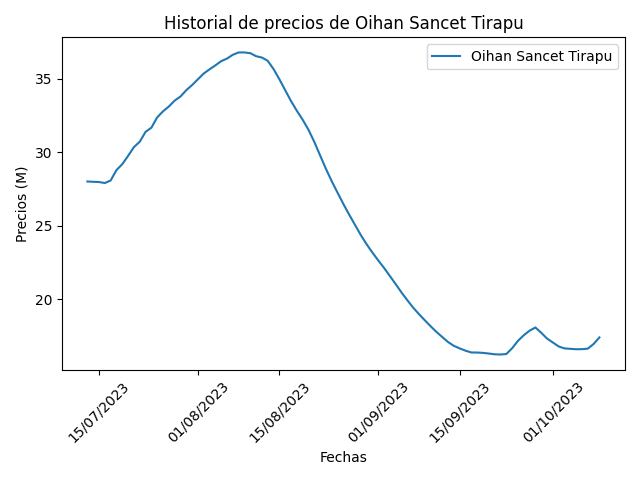 Historial de precios de Oihan Sancet Tirapu
Oihan Sancet Tirapu
Precios (M)
35
30
25
20
15/07/2023
01/08/2023
15/08/2023
01/09/2023
15/09/2023
01/10/2023
Fechas